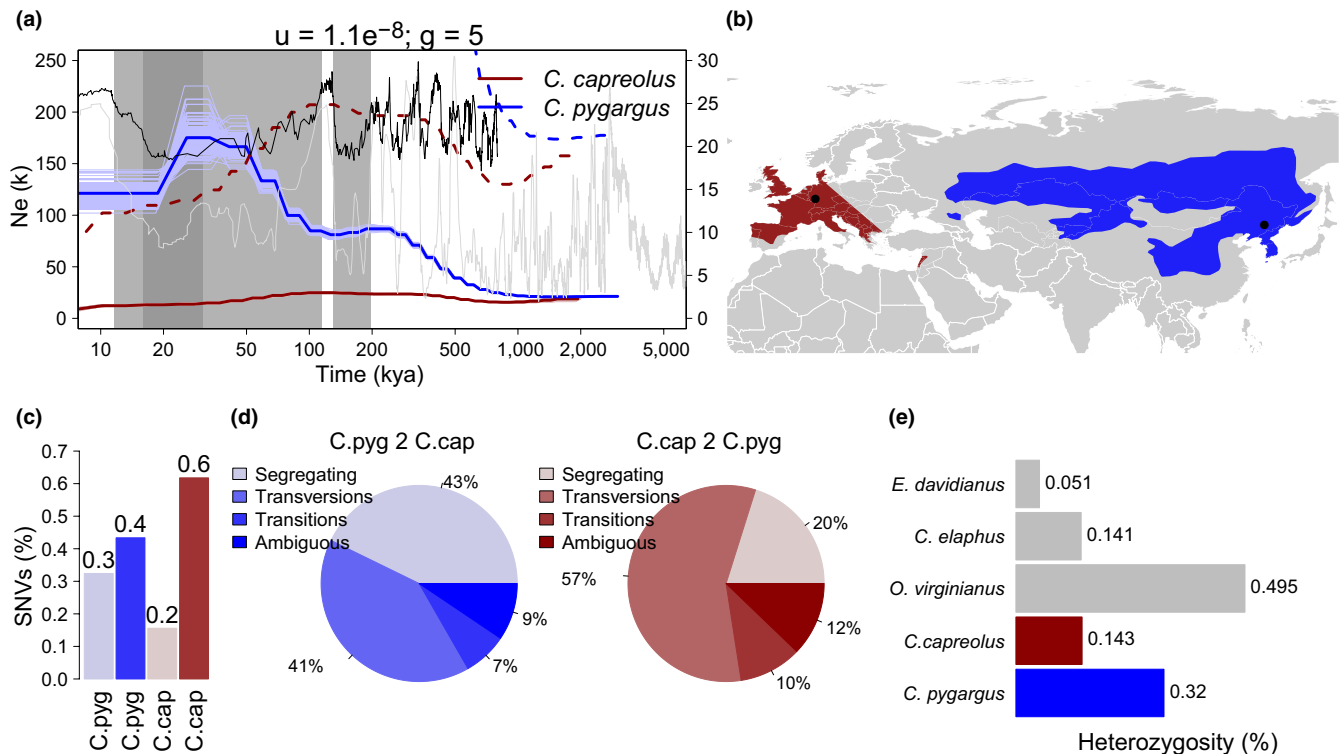 (a)
u = 1.1e−8; g = 5
250
200
150
100
50
0
Ne (k)
30
25
20
15
10
5
0
C. capreolus
C. pygargus
10
20
50
100
200
500
1,000
2,000
5,000
Time (kya)
(b)
(c)
0.7
0.6
0.5
0.4
0.3
0.2
0.1
0.0
SNVs (%)
0.3
0.4
0.2
0.6
C.pyg
C.pyg
C.cap
C.cap
(d)
C.pyg 2 C.cap
Segregating
Transversions
Transitions
Ambiguous
43%
41%
7%
9%
C.cap 2 C.pyg
Segregating
Transversions
Transitions
Ambiguous
20%
57%
10%
12%
(e)
E. davidianus
0.051
C. elaphus
0.141
O. virginianus
0.495
C.capreolus
0.143
C. pygargus
0.32
Heterozygosity (%)